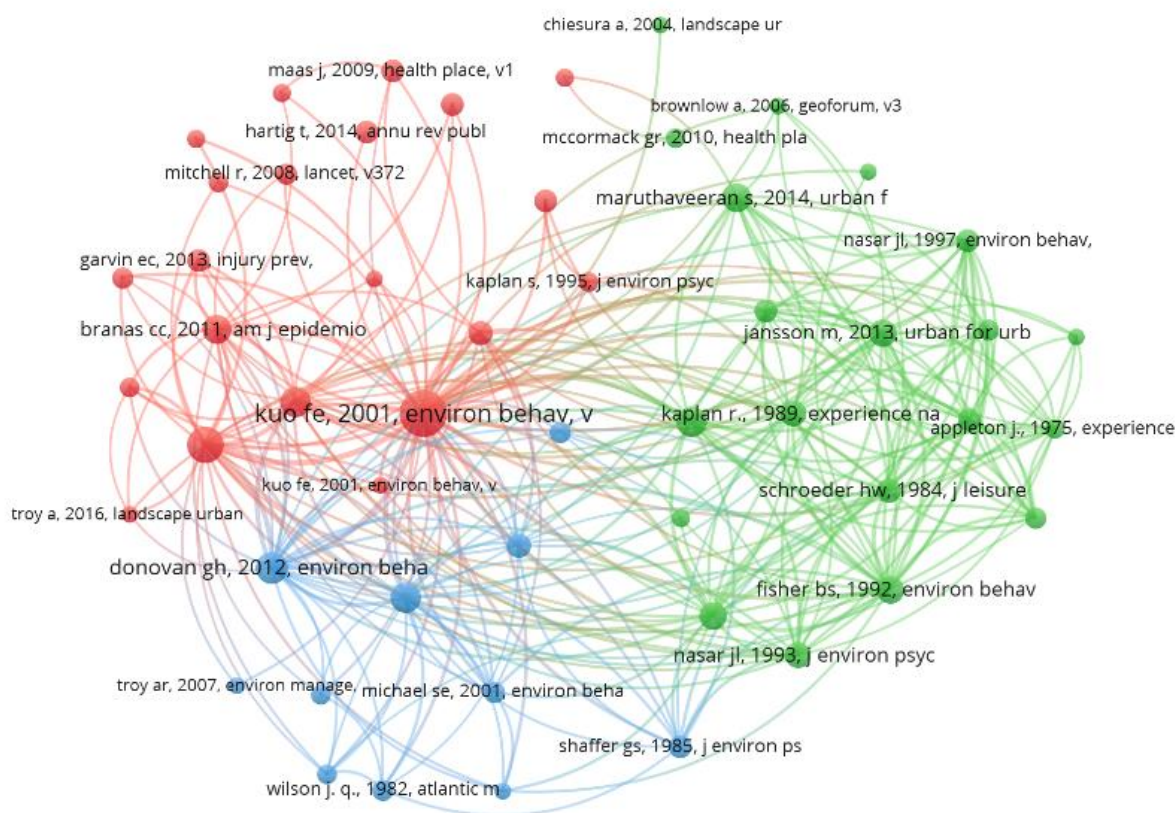 chiesura a, 2004, landscape ur
maas j, 2009, health place, v1
brownlow a, 2006, geoforum, v3
hartig t, 2014, annu rev publ
mccormack gr, 2010, health pla
mitchell r, 2008, lancet, v372
maruthaveeran s, 2014, urban f
nasar jl, 1997, environ behav,
garvin ec, 2013, injury prev,
kaplan s, 1995, j environ psyc
branas cc, 2011, am j epidemio
jansson m, 2013, urban for urb
kuo fe, 2001, environ behav, v
kaplan r., 1989, experience na
appleton j., 1975, experience
kuo fe, 2001, environ behav, v
schroeder hw, 1984, j leisure
troy a, 2016, landscape urban
donovan gh, 2012, environ beha
fisher bs, 1992, environ behav
nasar jl, 1993, j environ psyc
troy ar, 2007, environ manage,
michael se, 2001, environ beha
shaffer gs, 1985, j environ ps
wilson j. q., 1982, atlantic m